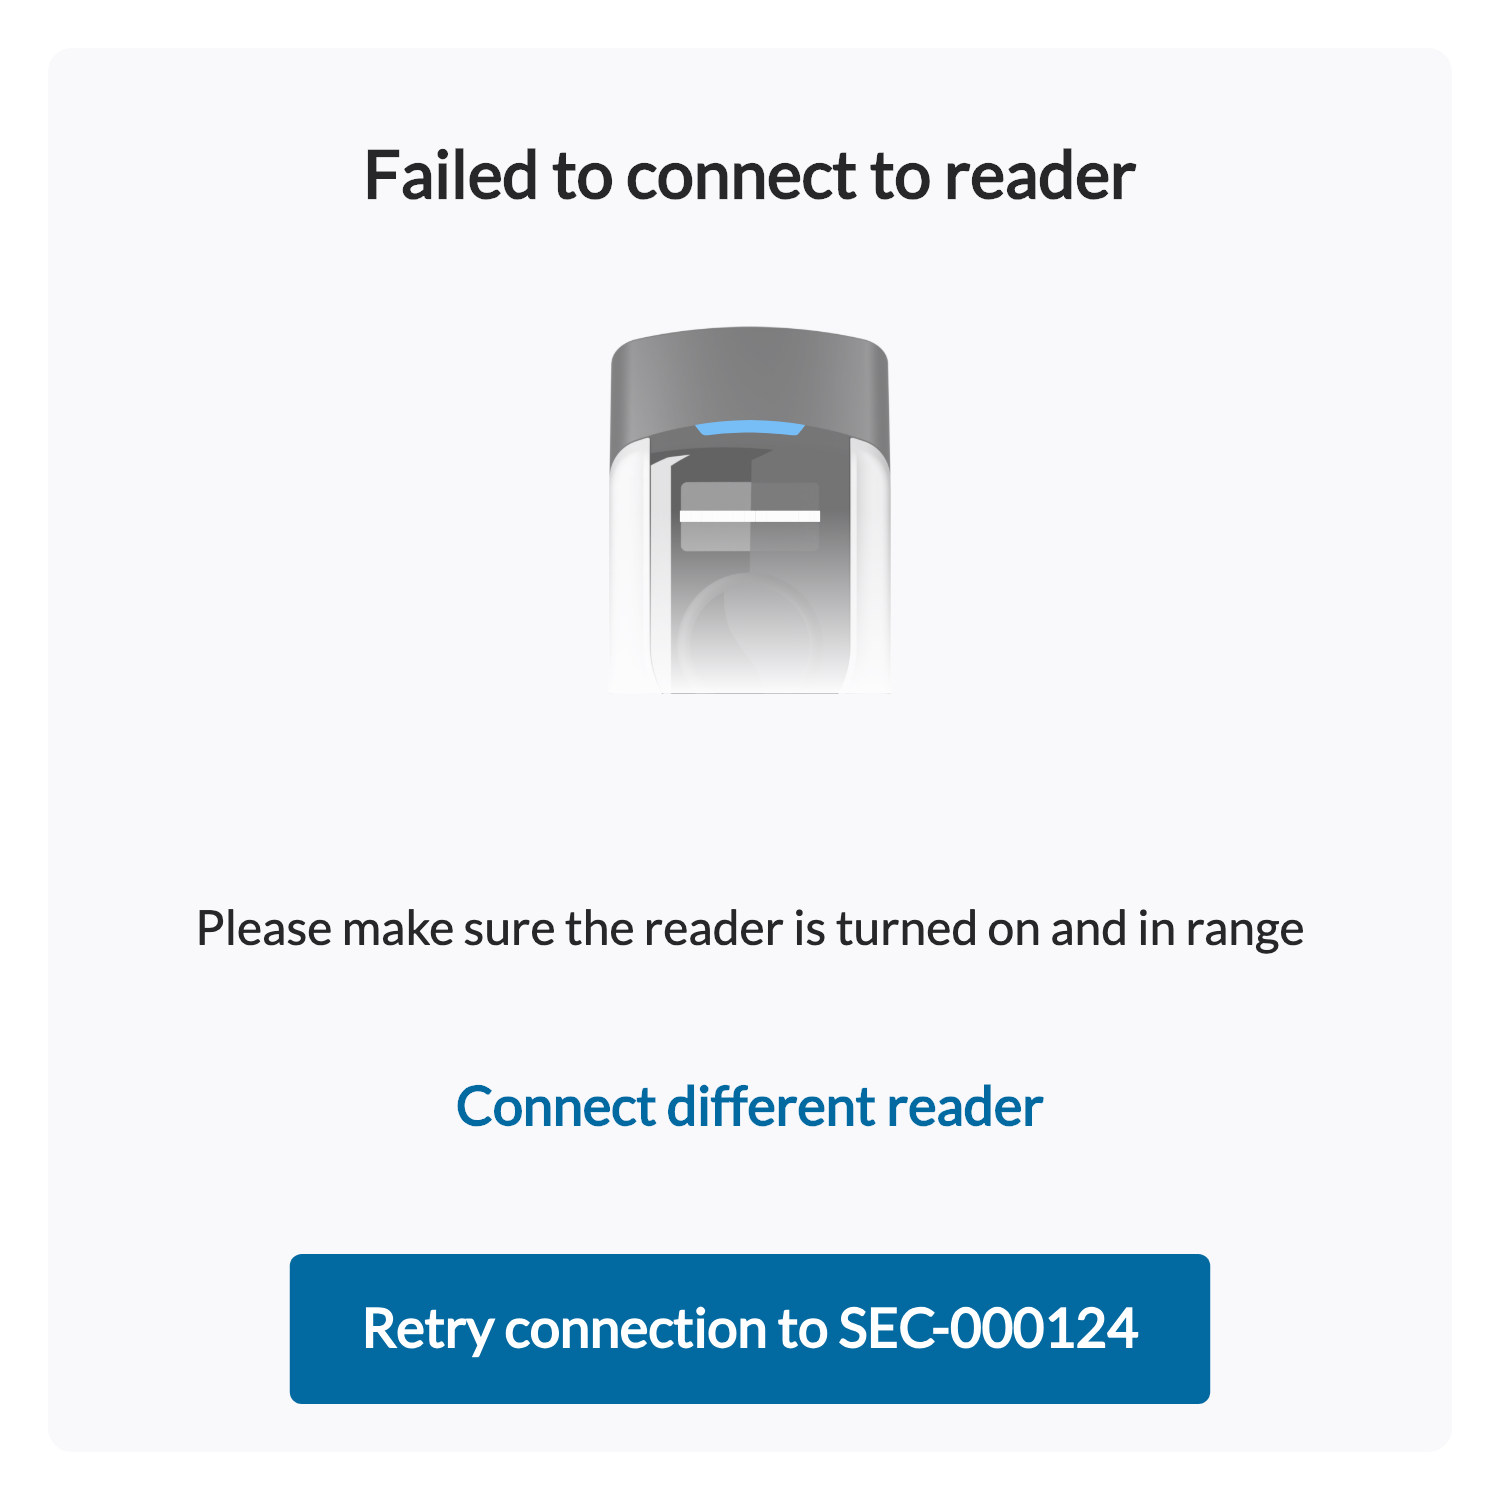 Failed to connect to reader
Please make sure the reader is turned on and in range
Connect different reader
Retry connection to SEC-000124